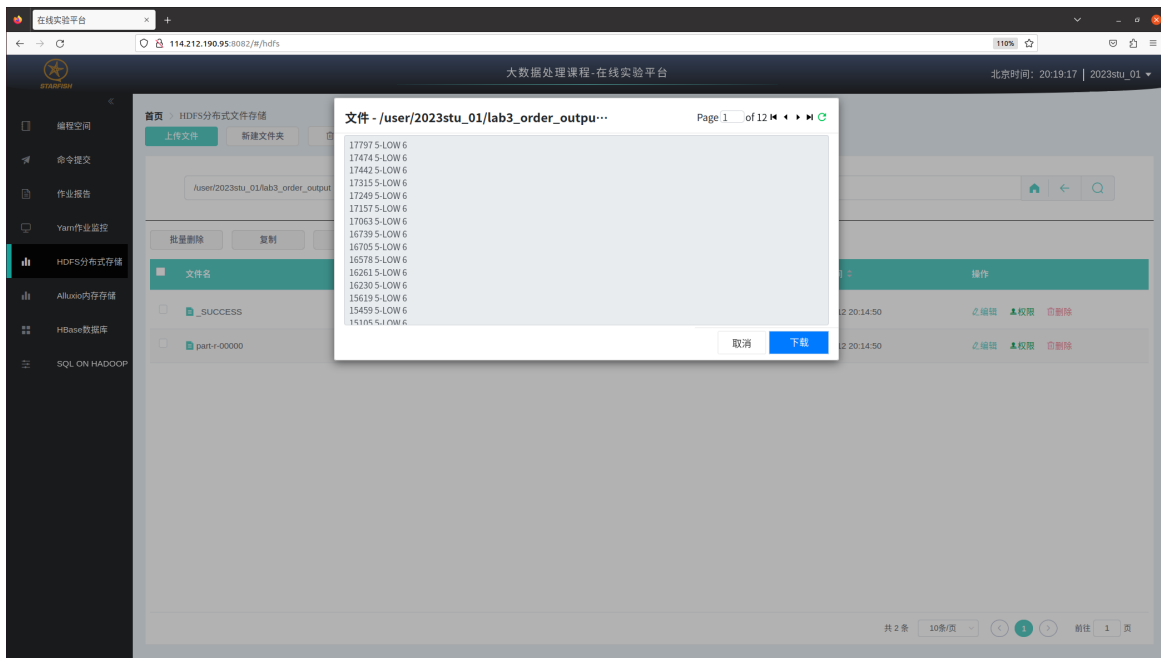 在线实验平台 × +
114.212.190.95:8082/#/hdfs 110%
STARFISH
大数据处理课程-在线实验平台
北京时间：20:19:17 | 2023stu_01
编程空间
命令提交
作业报告
Yarn作业监控
HDFS分布式存储
Alluxio内存存储
HBase数据库
SQL ON HADOOP
首页 > HDFS分布式文件存储
上传文件 新建文件夹
/user/2023stu_01/lab3_order_output
批量删除 复制
文件名 操作
_SUCCESS 12 20:14:50 编辑 权限 删除
part-r-00000 12 20:14:50 编辑 权限 删除
文件 - /user/2023stu_01/lab3_order_outpu… Page 1 of 12
17797 5-LOW 6
17474 5-LOW 6
17442 5-LOW 6
17315 5-LOW 6
17249 5-LOW 6
17157 5-LOW 6
17063 5-LOW 6
16739 5-LOW 6
16705 5-LOW 6
16578 5-LOW 6
16261 5-LOW 6
16230 5-LOW 6
15619 5-LOW 6
15459 5-LOW 6
15105 5-LOW 6
取消 下载
共 2 条 10条/页 1 前往 1 页